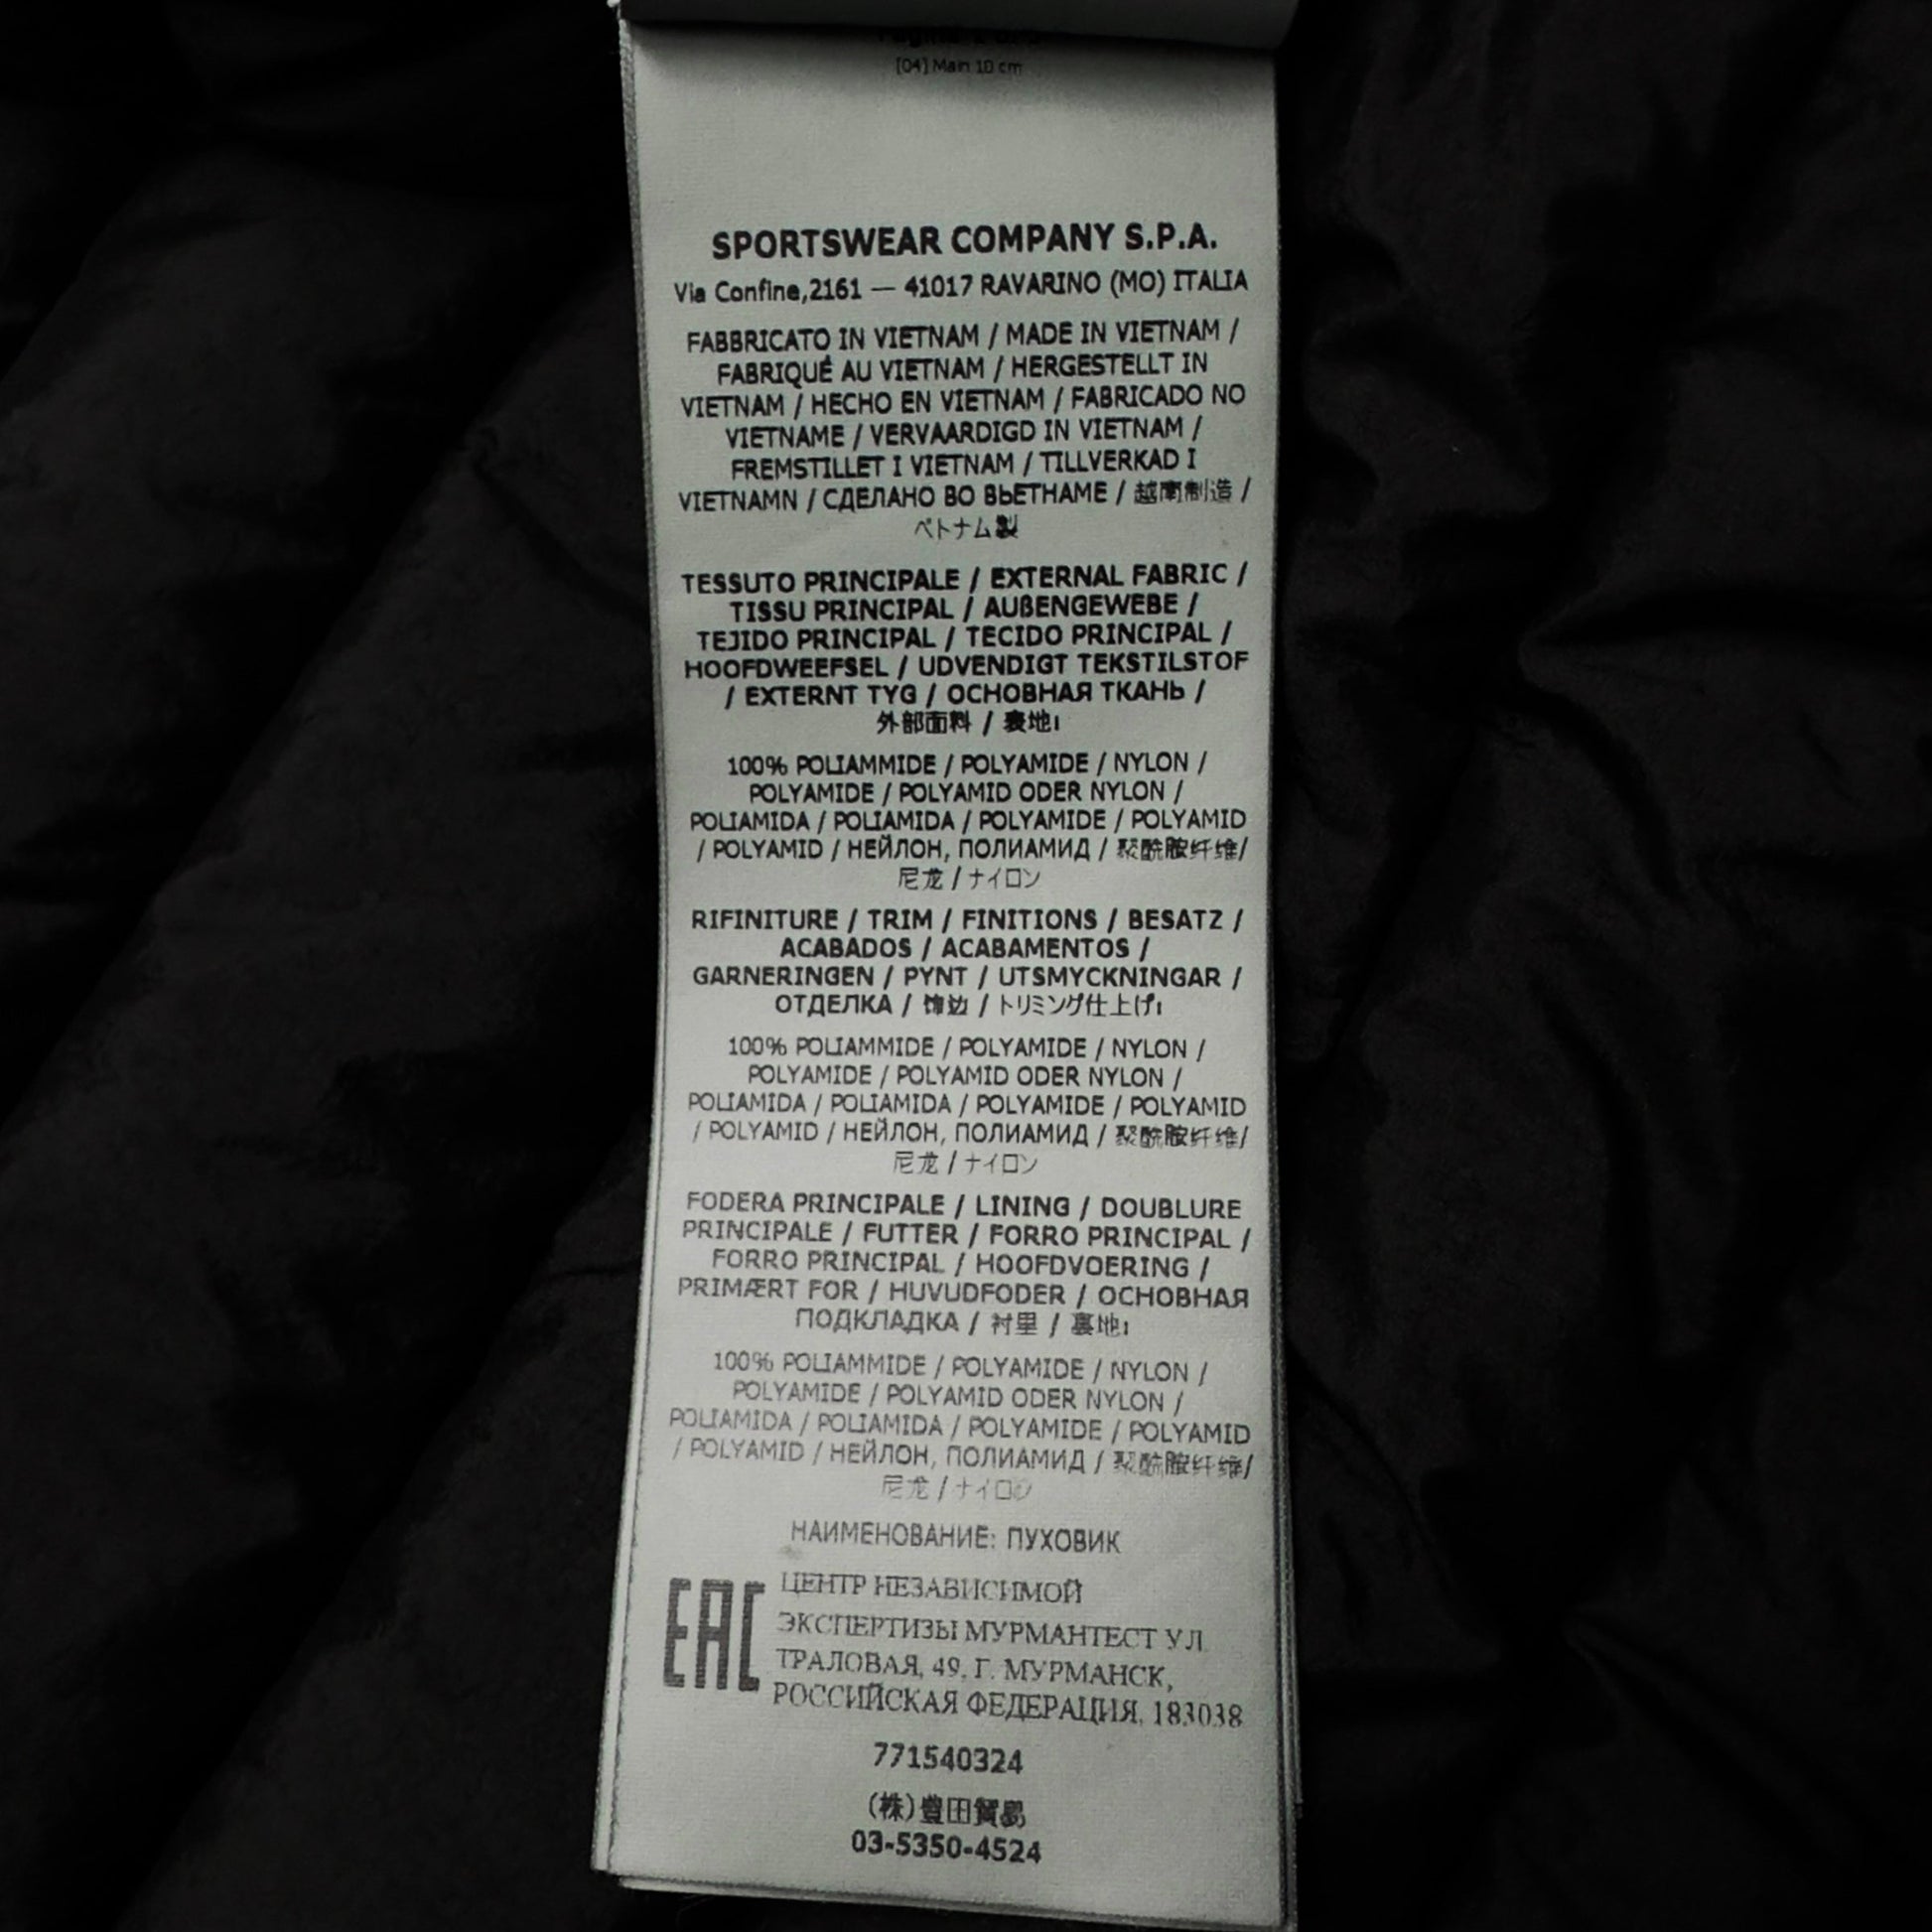 [04] Main 10 cm
SPORTSWEAR COMPANY S.P.A.
Via Confine,2161 — 41017 RAVARINO (MO) ITALIA
FABBRICATO IN VIETNAM / MADE IN VIETNAM /
FABRIQUÉ AU VIETNAM / HERGESTELLT IN
VIETNAM / HECHO EN VIETNAM / FABRICADO NO
VIETNAME / VERVAARDIGD IN VIETNAM /
FREMSTILLET I VIETNAM / TILLVERKAD I
VIETNAMN / СДЕЛАНО ВО ВЬЕТНАМЕ / 越南制造 /
ベトナム製
TESSUTO PRINCIPALE / EXTERNAL FABRIC /
TISSU PRINCIPAL / AUßENGEWEBE /
TEJIDO PRINCIPAL / TECIDO PRINCIPAL /
HOOFDWEEFSEL / UDVENDIGT TEKSTILSTOF
/ EXTERNT TYG / ОСНОВНАЯ ТКАНЬ /
外部面料 / 表地:
100% POLIAMMIDE / POLYAMIDE / NYLON /
POLYAMIDE / POLYAMID ODER NYLON /
POLIAMIDA / POLIAMIDA / POLYAMIDE / POLYAMID
/ POLYAMID / НЕЙЛОН, ПОЛИАМИД / 聚酰胺纤维/
尼龙 / ナイロン
RIFINITURE / TRIM / FINITIONS / BESATZ /
ACABADOS / ACABAMENTOS /
GARNERINGEN / PYNT / UTSMYCKNINGAR /
ОТДЕЛКА / 饰边 / トリミング仕上げ:
100% POLIAMMIDE / POLYAMIDE / NYLON /
POLYAMIDE / POLYAMID ODER NYLON /
POLIAMIDA / POLIAMIDA / POLYAMIDE / POLYAMID
/ POLYAMID / НЕЙЛОН, ПОЛИАМИД / 聚酰胺纤维/
尼龙 / ナイロン
FODERA PRINCIPALE / LINING / DOUBLURE
PRINCIPALE / FUTTER / FORRO PRINCIPAL /
FORRO PRINCIPAL / HOOFDVOERING /
PRIMÆRT FOR / HUVUDFODER / ОСНОВНАЯ
ПОДКЛАДКА / 衬里 / 裏地:
100% POLIAMMIDE / POLYAMIDE / NYLON /
POLYAMIDE / POLYAMID ODER NYLON /
POLIAMIDA / POLIAMIDA / POLYAMIDE / POLYAMID
/ POLYAMID / НЕЙЛОН, ПОЛИАМИД / 聚酰胺纤维/
尼龙 / ナイロン
НАИМЕНОВАНИЕ: ПУХОВИК
EAC
ЦЕНТР НЕЗАВИСИМОЙ
ЭКСПЕРТИЗЫ МУРМАНТЕСТ УЛ.
ТРАЛОВАЯ, 49, Г. МУРМАНСК,
РОССИЙСКАЯ ФЕДЕРАЦИЯ, 183038
771540324
(株)豊田貿易
03-5350-4524